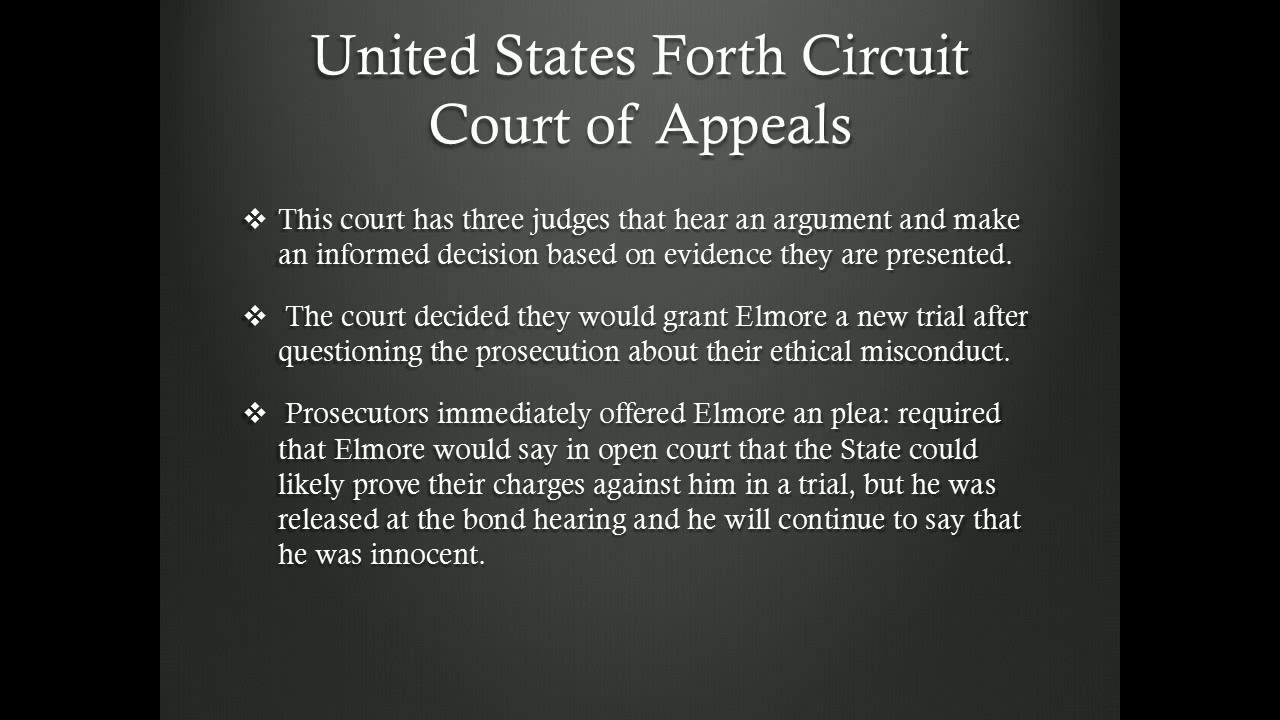 United States Forth Circuit
Court of Appeals
❖ This court has three judges that hear an argument and make
an informed decision based on evidence they are presented.
❖ The court decided they would grant Elmore a new trial after
questioning the prosecution about their ethical misconduct.
❖ Prosecutors immediately offered Elmore an plea: required
that Elmore would say in open court that the State could
likely prove their charges against him in a trial, but he was
released at the bond hearing and he will continue to say that
he was innocent.